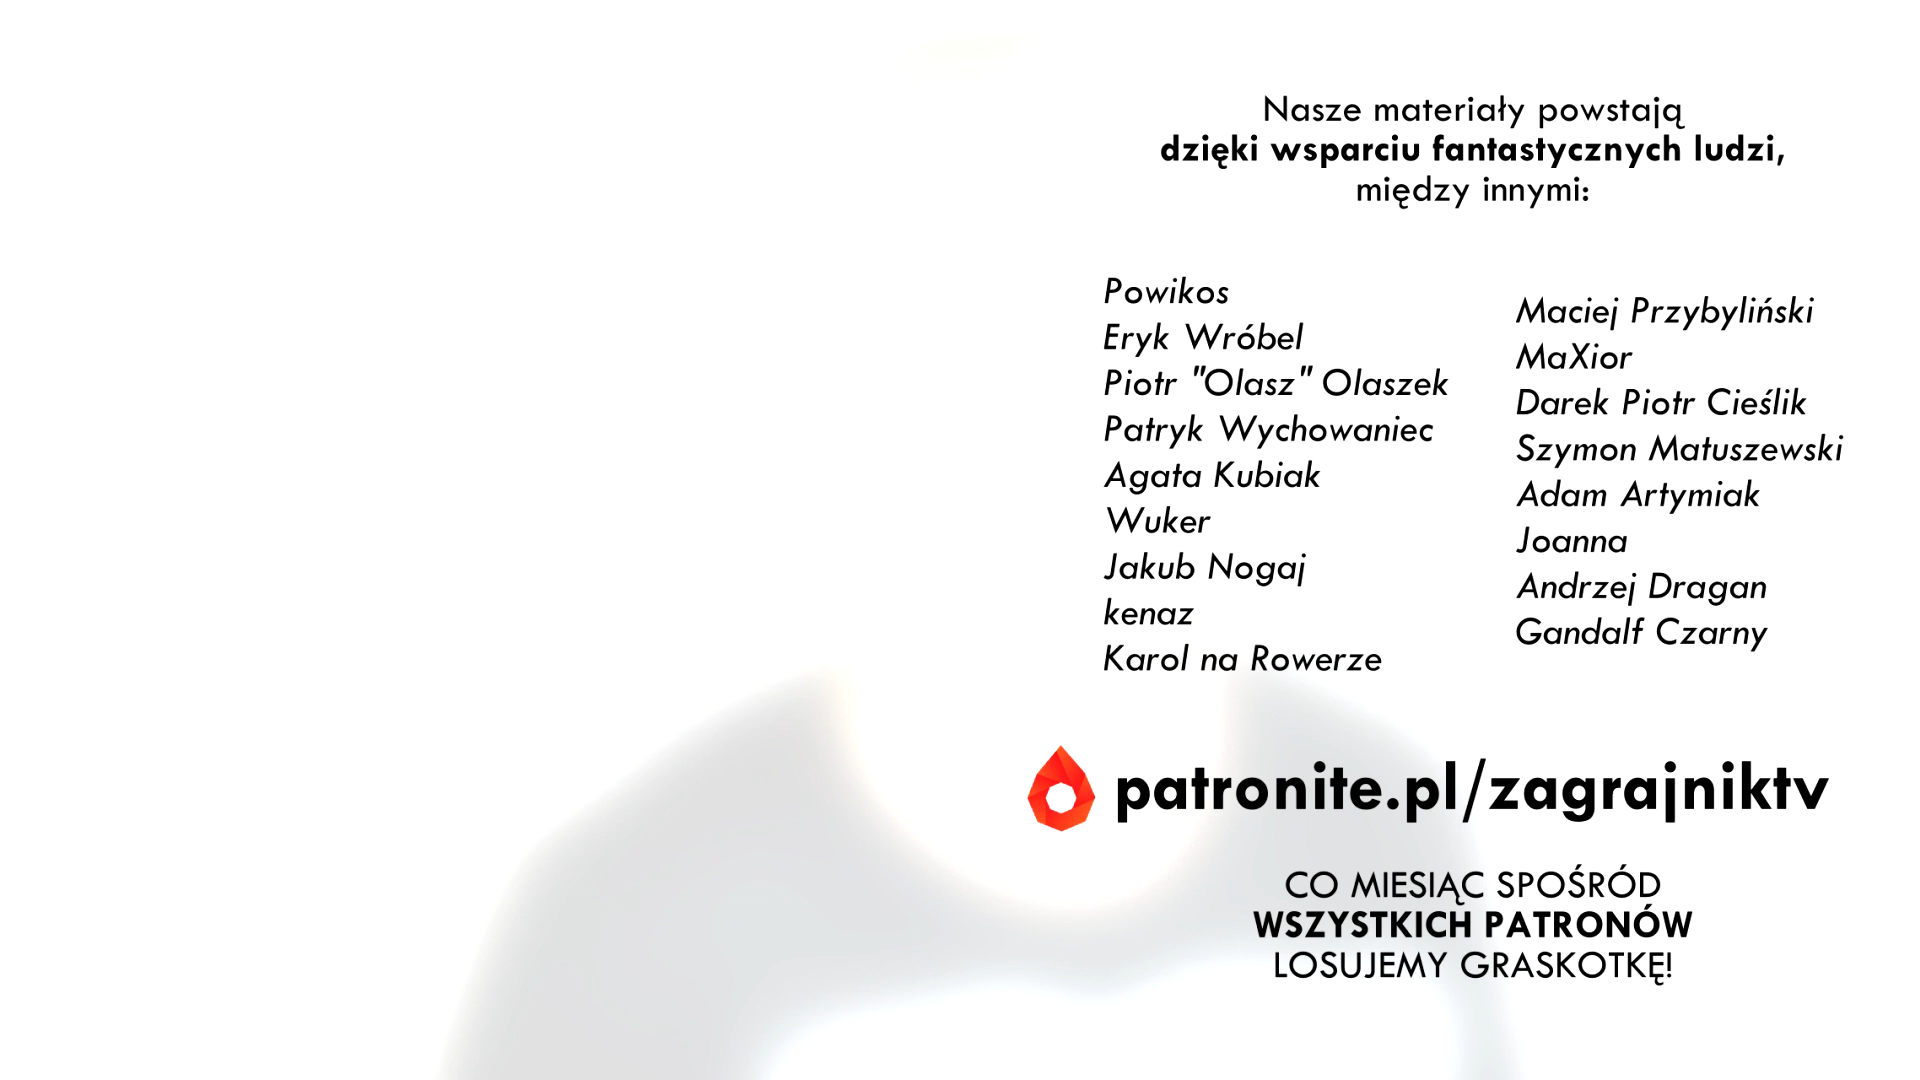 Nasze materiały powstają
dzięki wsparciu fantastycznych ludzi,
między innymi:
Powikos
Eryk Wróbel
Piotr "Olasz" Olaszek
Patryk Wychowaniec
Agata Kubiak
Wuker
Jakub Nogaj
kenaz
Karol na Rowerze
Maciej Przybyliński
MaXior
Darek Piotr Cieślik
Szymon Matuszewski
Adam Artymiak
Joanna
Andrzej Dragan
Gandalf Czarny
patronite.pl/zagrajniktv
CO MIESIĄC SPOŚRÓD
WSZYSTKICH PATRONÓW
LOSUJEMY GRASKOTKĘ!